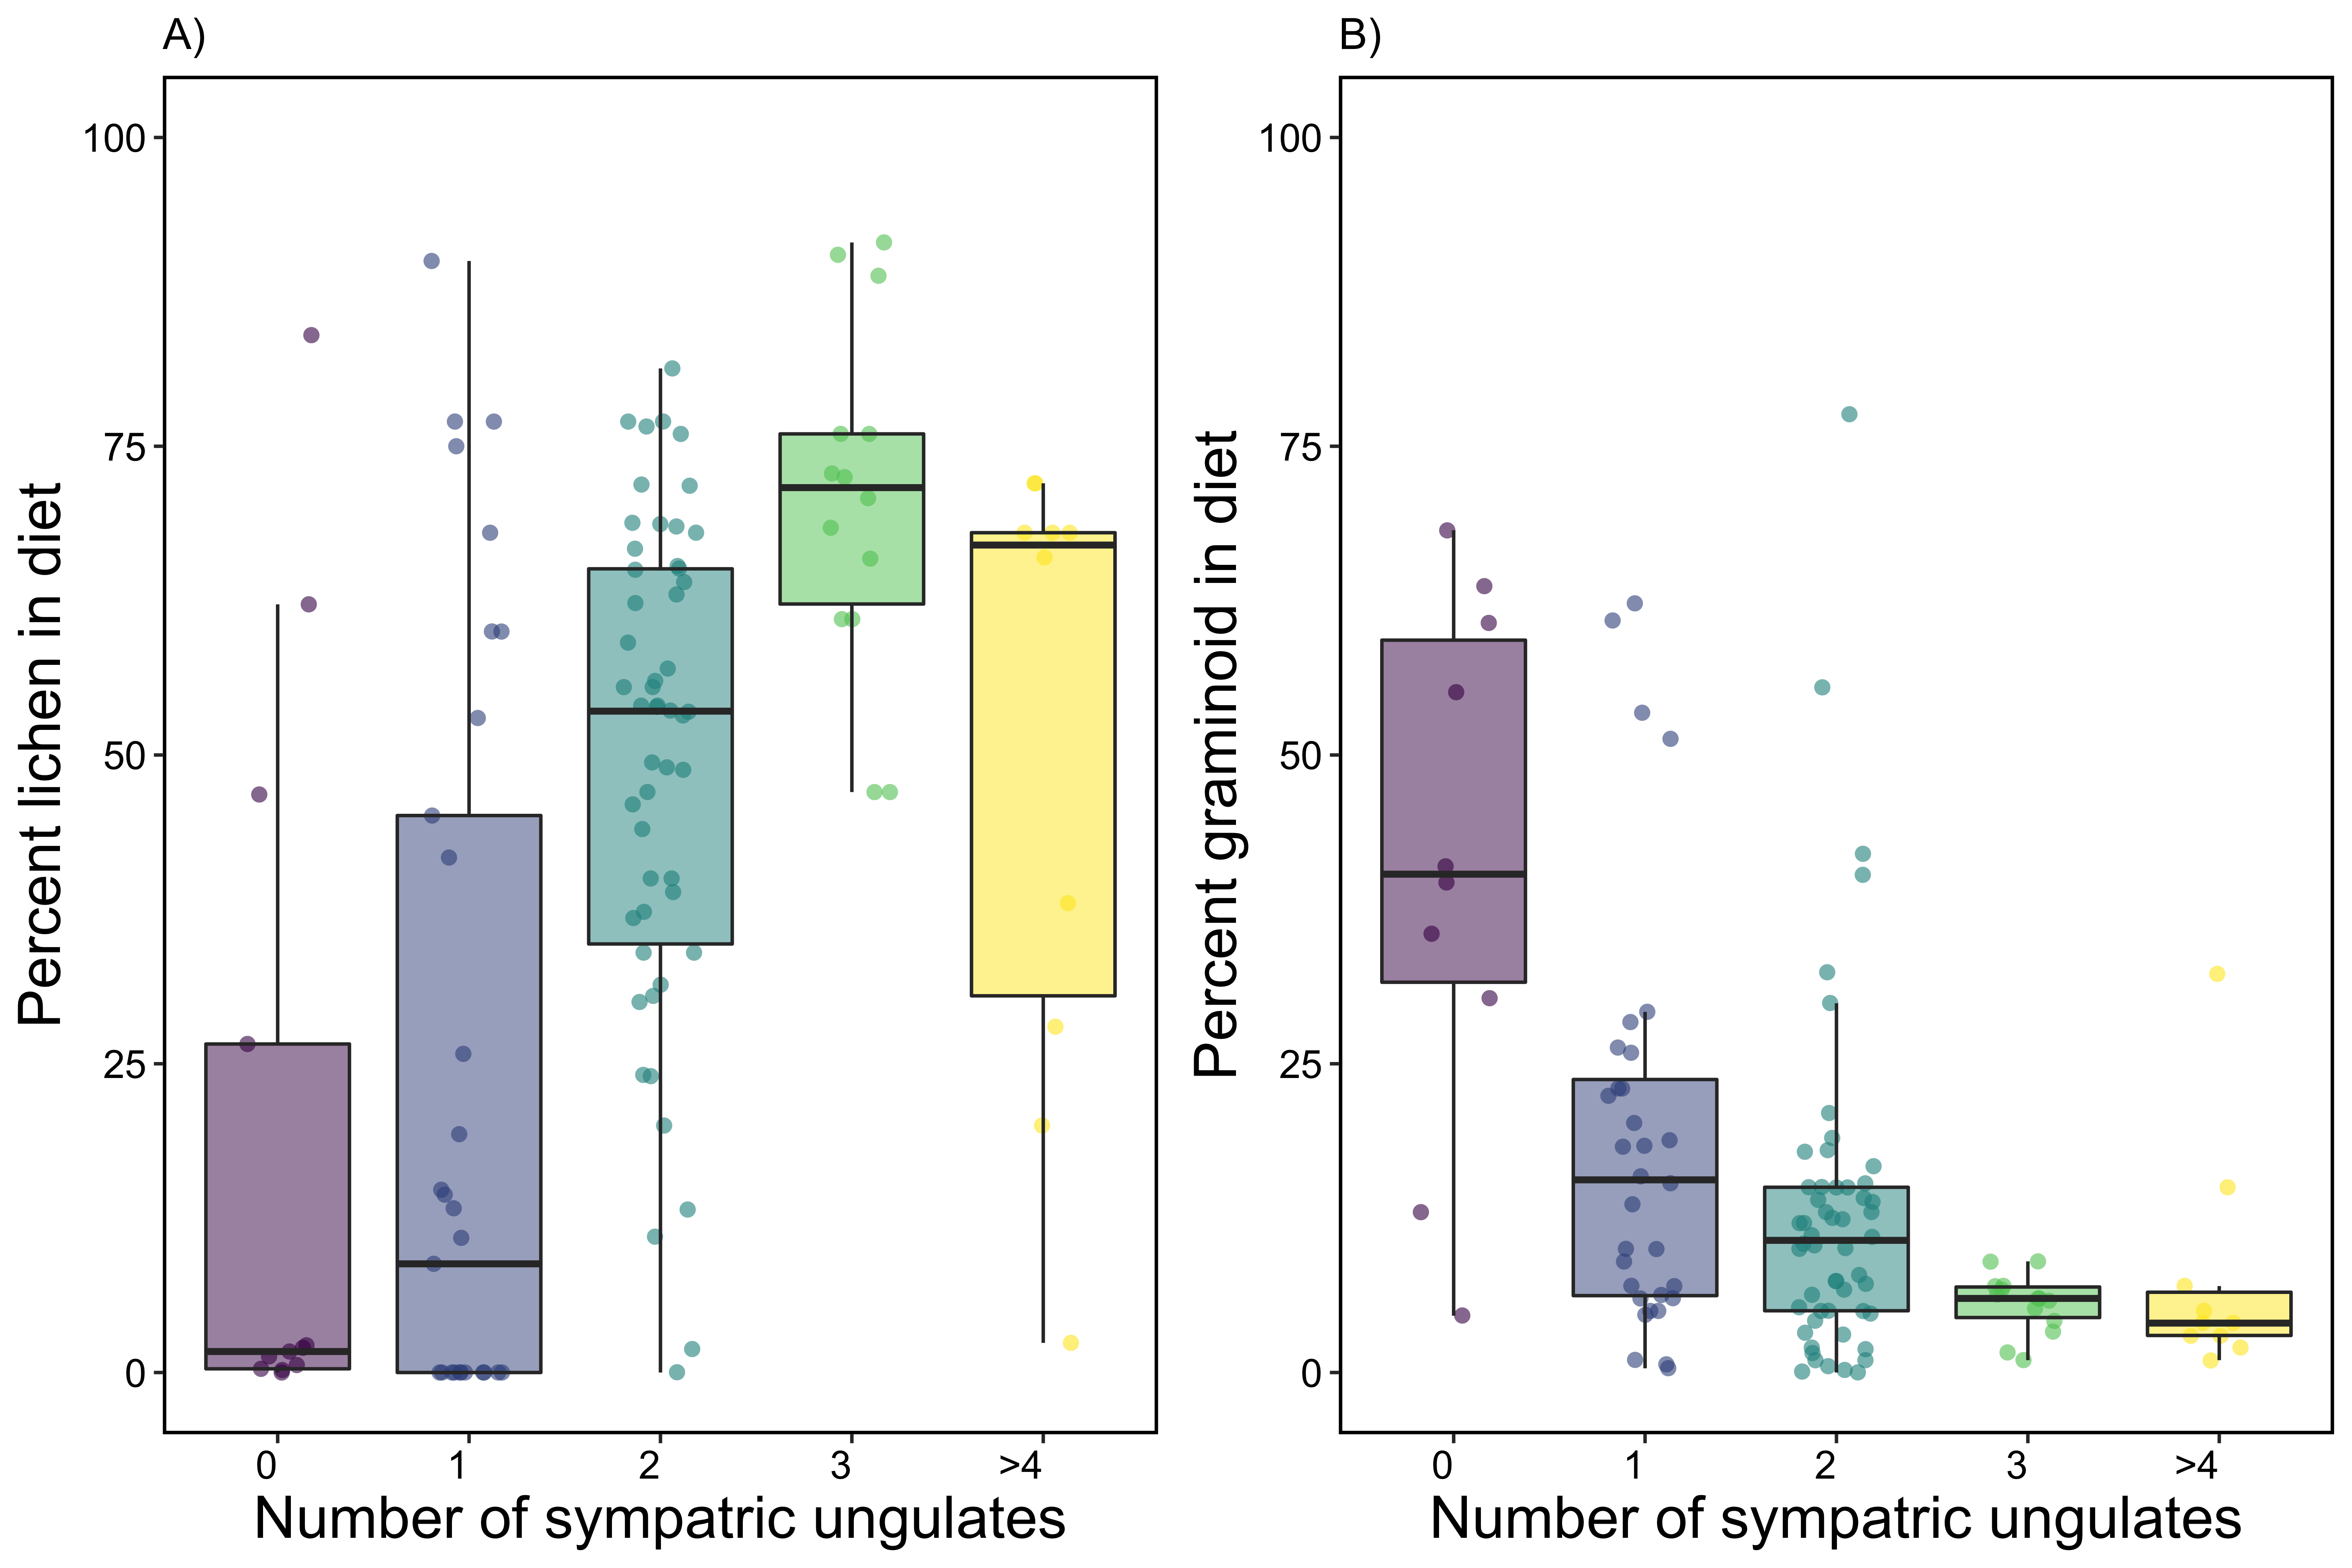 A)
Percent lichen in diet
100
75
50
25
0
0 1 2 3 >4
Number of sympatric ungulates
B)
Percent graminoid in diet
100
75
50
25
0
0 1 2 3 >4
Number of sympatric ungulates